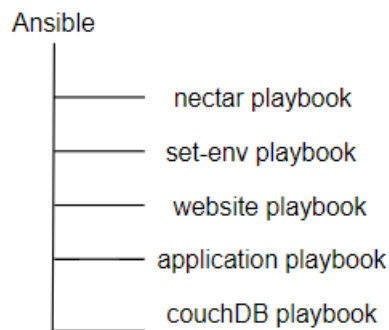 Ansible
nectar playbook
set-env playbook
website playbook
application playbook
couchDB playbook